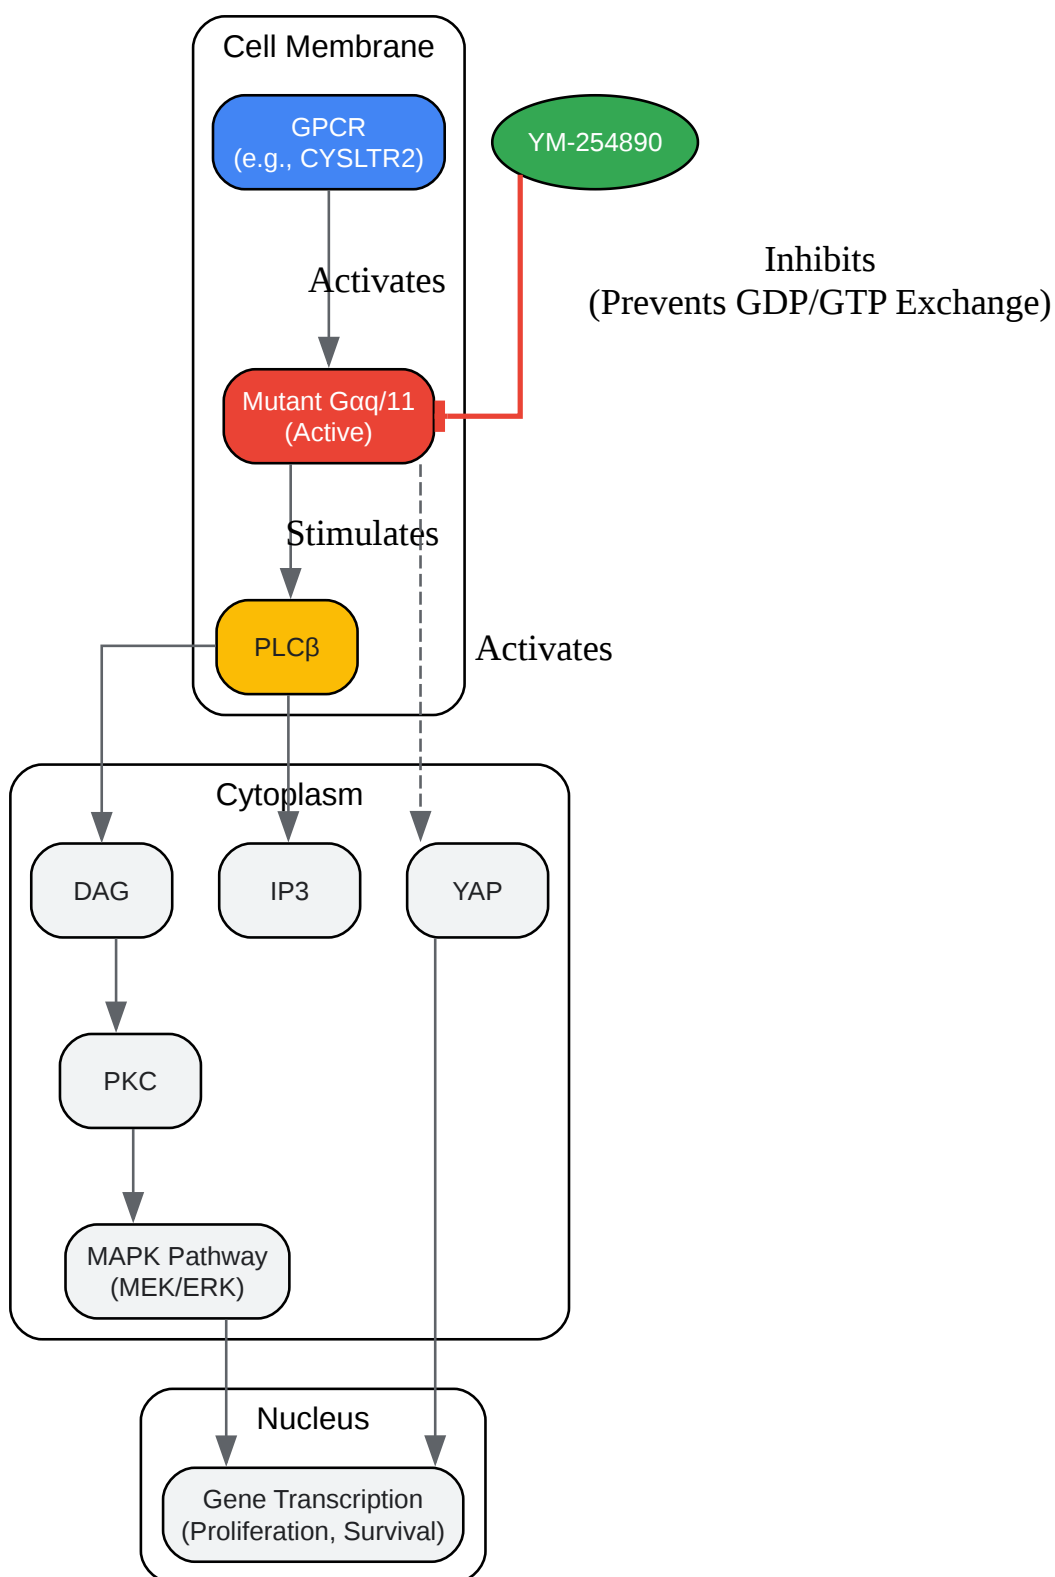 Cell Membrane
GPCR
(e.g., CYSLTR2)
YM-254890
Activates
Inhibits
(Prevents GDP/GTP Exchange)
Mutant Gαq/11
(Active)
Stimulates
PLCβ
Activates
Cytoplasm
DAG
IP3
YAP
PKC
MAPK Pathway
(MEK/ERK)
Nucleus
Gene Transcription
(Proliferation, Survival)